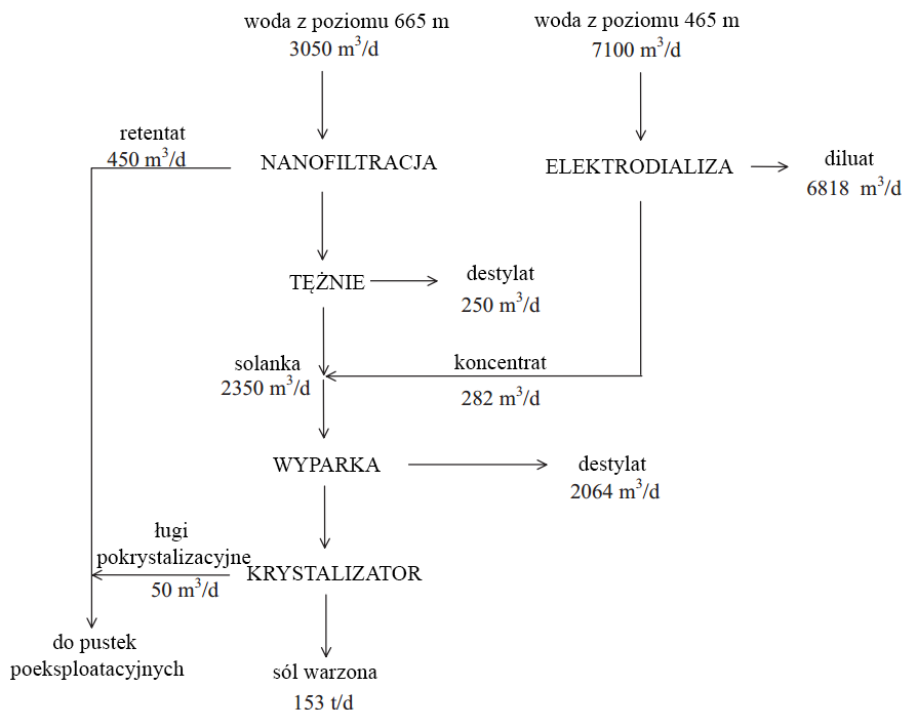 woda z poziomu 665 m
3050 m³/d
woda z poziomu 465 m
7100 m³/d
retentat
450 m³/d
NANOFILTRACJA
ELEKTRODIALIZA
diluat
6818 m³/d
TĘŻNIE
destylat
250 m³/d
solanka
2350 m³/d
koncentrat
282 m³/d
WYPARKA
destylat
2064 m³/d
ługi
pokrystalizacyjne
50 m³/d
KRYSTALIZATOR
do pustek
poeksploatacyjnych
sól warzona
153 t/d